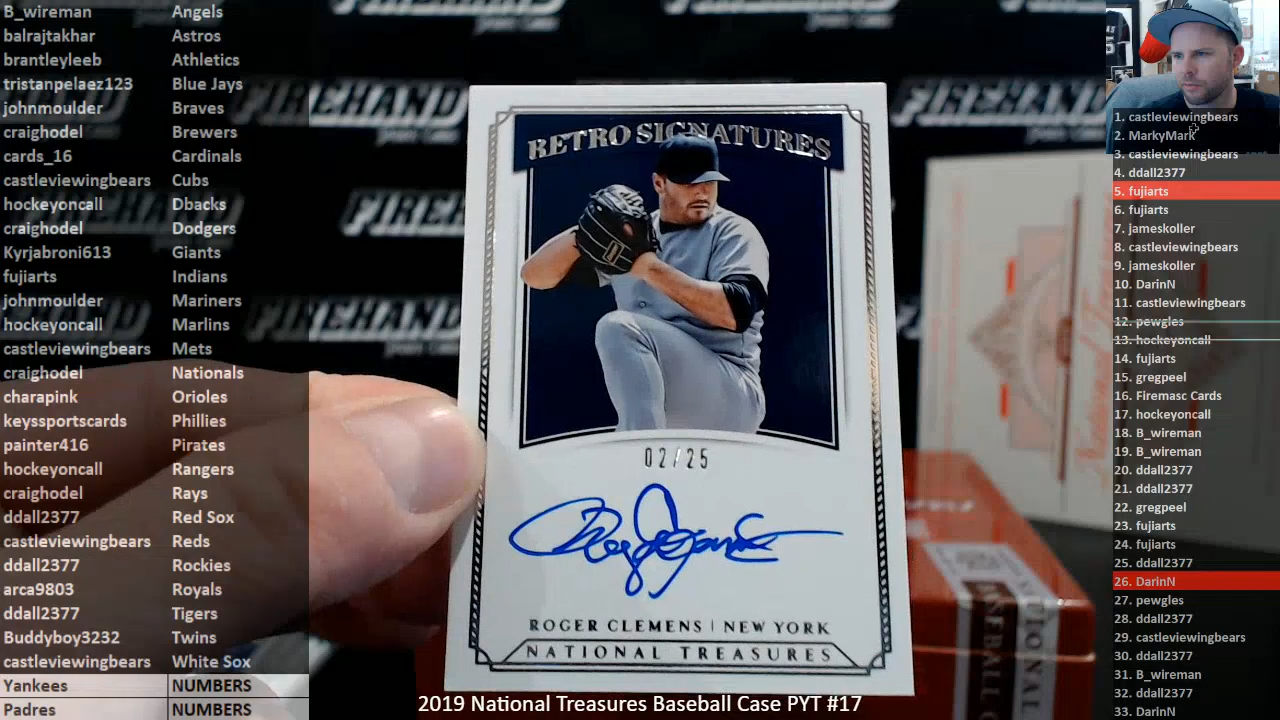 B_wireman Angels
balrajtakhar Astros
brantleyleeb Athletics
tristanpelaez123 Blue Jays
johnmoulder Braves
craighodel Brewers
cards_16 Cardinals
castleviewingbears Cubs
hockeyoncall Dbacks
craighodel Dodgers
Kyrjabroni613 Giants
fujiarts Indians
johnmoulder Mariners
hockeyoncall Marlins
castleviewingbears Mets
craighodel Nationals
charapink Orioles
keyssportscards Phillies
painter416 Pirates
hockeyoncall Rangers
craighodel Rays
ddall2377 Red Sox
castleviewingbears Reds
ddall2377 Rockies
arca9803 Royals
ddall2377 Tigers
Buddyboy3232 Twins
castleviewingbears White Sox
Yankees NUMBERS
Padres NUMBERS
FIREHAND
FIREHAND
FIREHAND
FIREHAND
RETRO SIGNATURES
02/25
ROGER CLEMENS | NEW YORK
NATIONAL TREASURES
2019 National Treasures Baseball Case PYT #17
1. castleviewingbears
2. MarkyMark
3. castleviewingbears
4. ddall2377
5. fujiarts
6. fujiarts
7. jameskoller
8. castleviewingbears
9. jameskoller
10. DarinN
11. castleviewingbears
12. pewgles
13. hockeyoncall
14. fujiarts
15. gregpeel
16. Firemasc Cards
17. hockeyoncall
18. B_wireman
19. B_wireman
20. ddall2377
21. ddall2377
22. gregpeel
23. fujiarts
24. fujiarts
25. ddall2377
26. DarinN
27. pewgles
28. ddall2377
29. castleviewingbears
30. ddall2377
31. B_wireman
32. ddall2377
33. DarinN